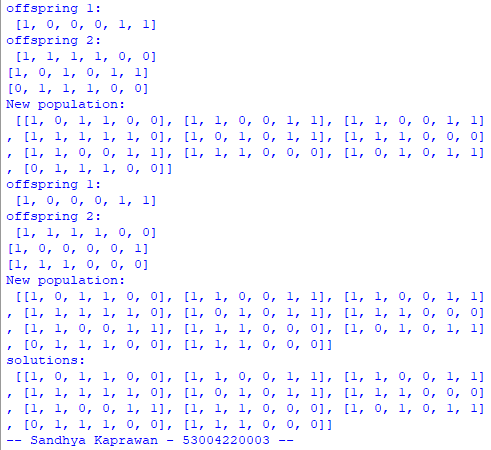 offspring 1:
[1, 0, 0, 0, 1, 1]
offspring 2:
[1, 1, 1, 1, 0, 0]
[1, 0, 1, 0, 1, 1]
[0, 1, 1, 1, 0, 0]
New population:
[[1, 0, 1, 1, 0, 0], [1, 1, 0, 0, 1, 1], [1, 1, 0, 0, 1, 1]
, [1, 1, 1, 1, 1, 0], [1, 0, 1, 0, 1, 1], [1, 1, 1, 0, 0, 0]
, [1, 1, 0, 0, 1, 1], [1, 1, 1, 0, 0, 0], [1, 0, 1, 0, 1, 1]
, [0, 1, 1, 1, 0, 0]]
offspring 1:
[1, 0, 0, 0, 1, 1]
offspring 2:
[1, 1, 1, 1, 0, 0]
[1, 0, 0, 0, 0, 1]
[1, 1, 1, 0, 0, 0]
New population:
[[1, 0, 1, 1, 0, 0], [1, 1, 0, 0, 1, 1], [1, 1, 0, 0, 1, 1]
, [1, 1, 1, 1, 1, 0], [1, 0, 1, 0, 1, 1], [1, 1, 1, 0, 0, 0]
, [1, 1, 0, 0, 1, 1], [1, 1, 1, 0, 0, 0], [1, 0, 1, 0, 1, 1]
, [0, 1, 1, 1, 0, 0], [1, 1, 1, 0, 0, 0]]
solutions:
[[1, 0, 1, 1, 0, 0], [1, 1, 0, 0, 1, 1], [1, 1, 0, 0, 1, 1]
, [1, 1, 1, 1, 1, 0], [1, 0, 1, 0, 1, 1], [1, 1, 1, 0, 0, 0]
, [1, 1, 0, 0, 1, 1], [1, 1, 1, 0, 0, 0], [1, 0, 1, 0, 1, 1]
, [0, 1, 1, 1, 0, 0], [1, 1, 1, 0, 0, 0]]
-- Sandhya Kaprawan - 53004220003 --